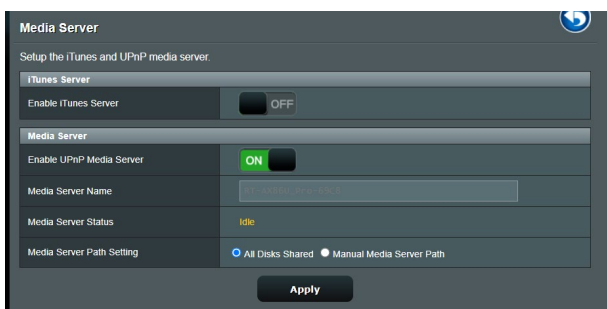 Media Server
Setup the iTunes and UPnP media server.
iTunes Server
Enable iTunes Server OFF
Media Server
Enable UPnP Media Server ON
Media Server Name
Media Server Status Idle
Media Server Path Setting All Disks Shared Manual Media Server Path
Apply